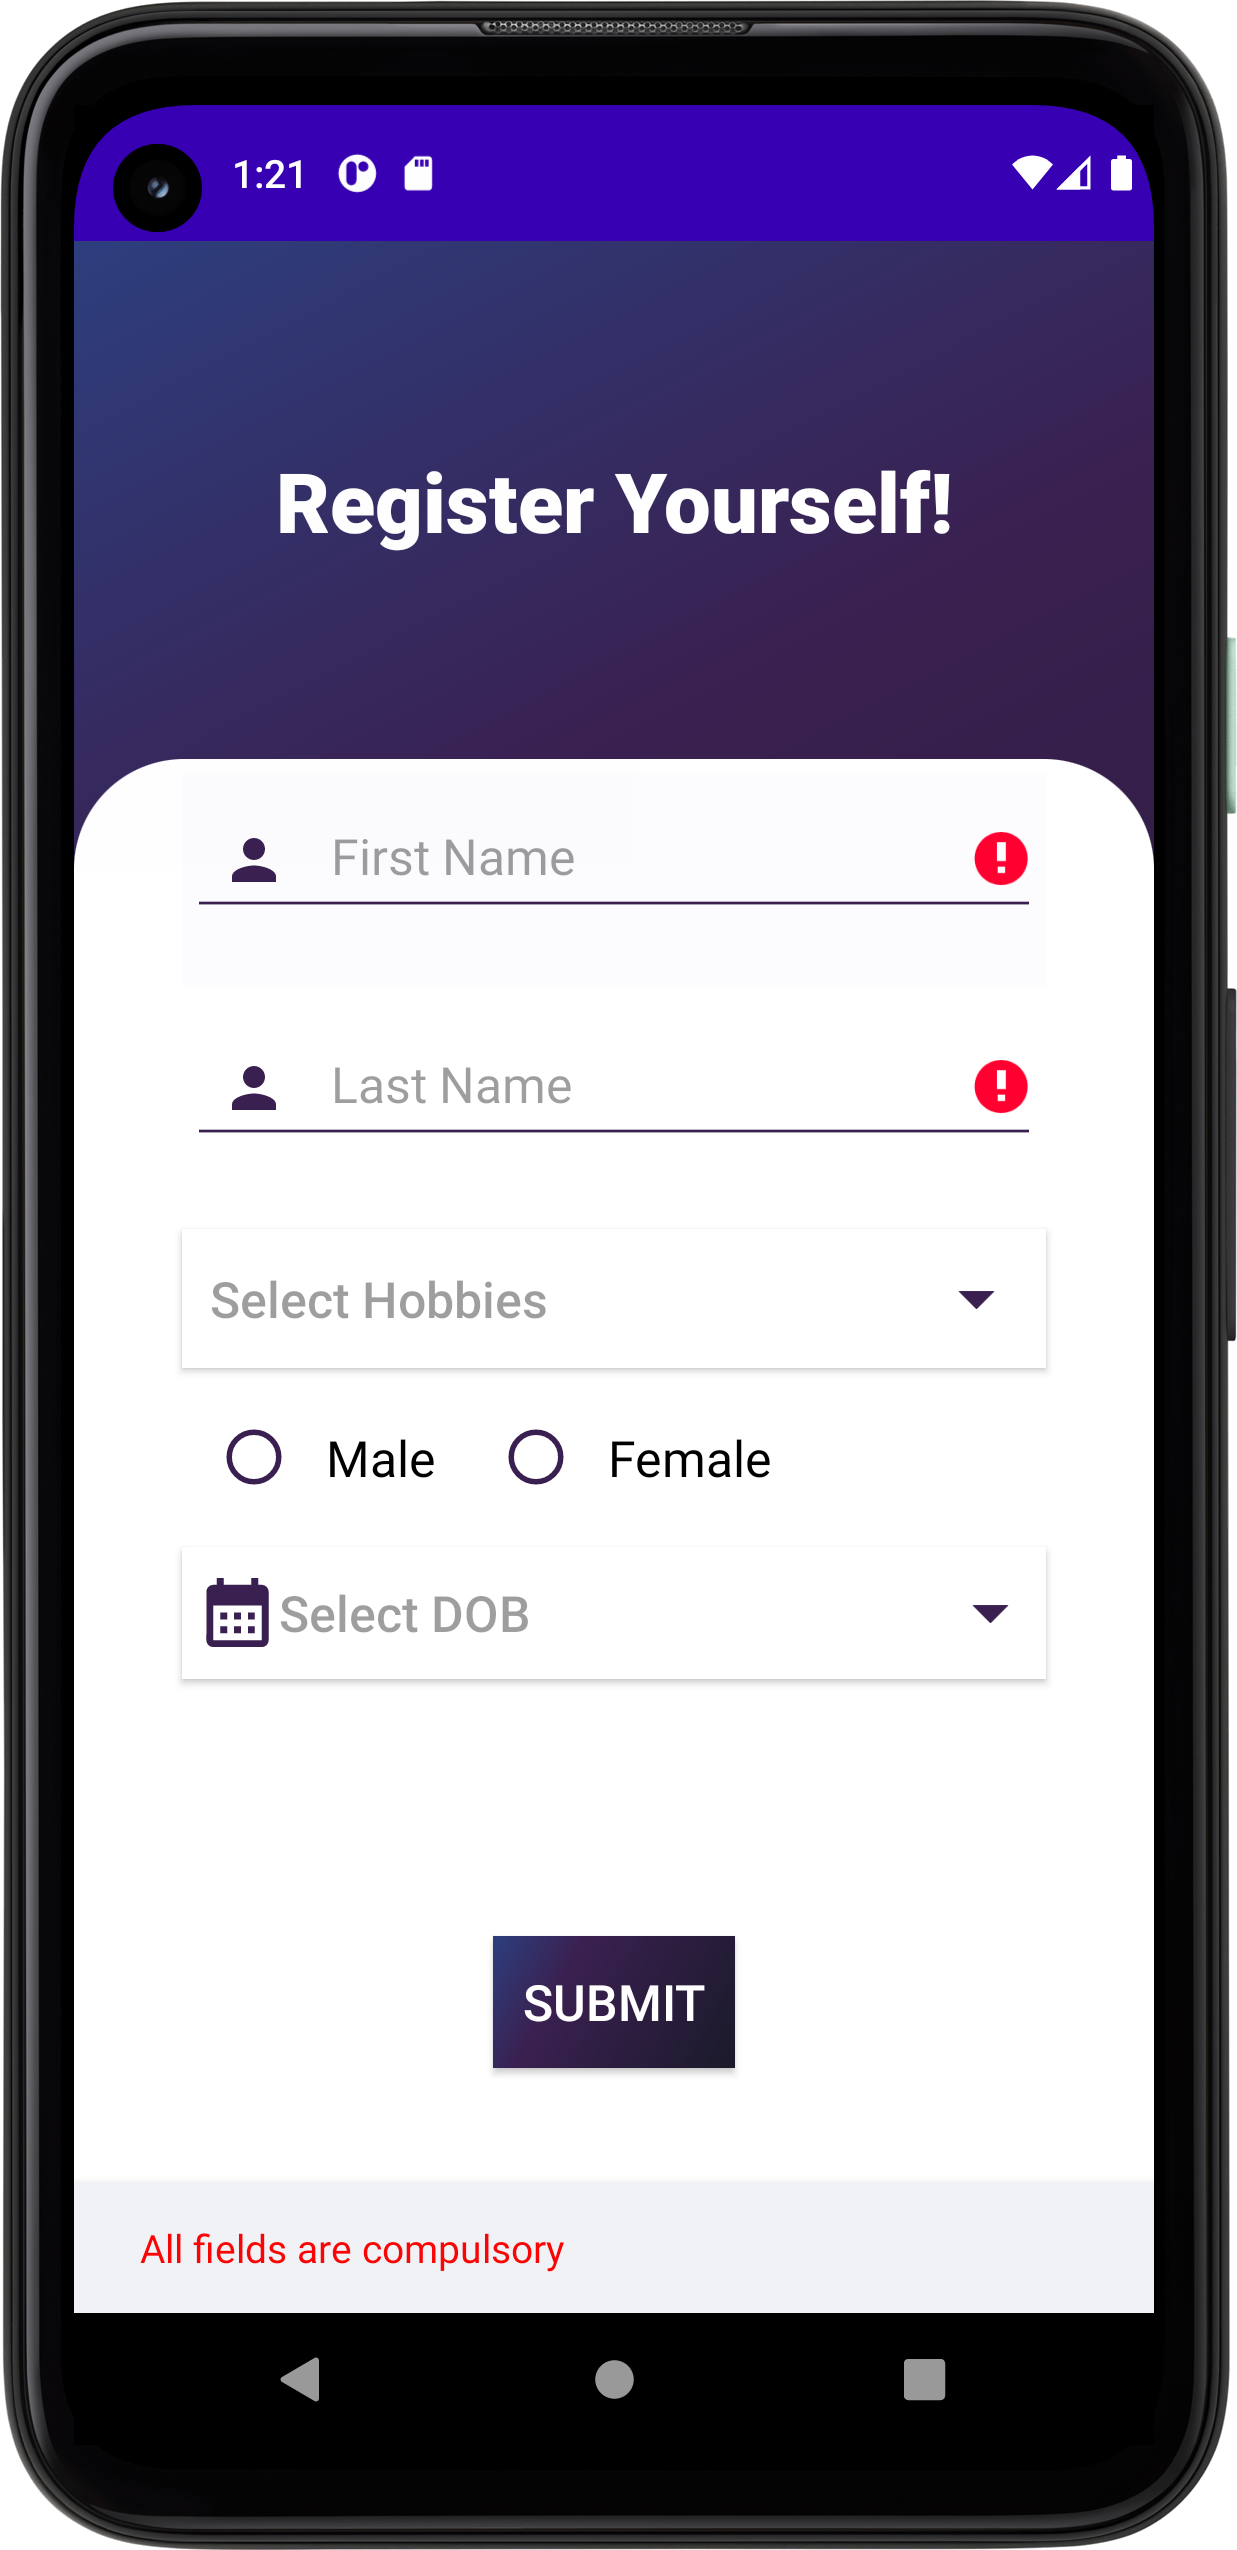 1:21
Register Yourself!
First Name
Last Name
Select Hobbies
Male Female
Select DOB
SUBMIT
All fields are compulsory